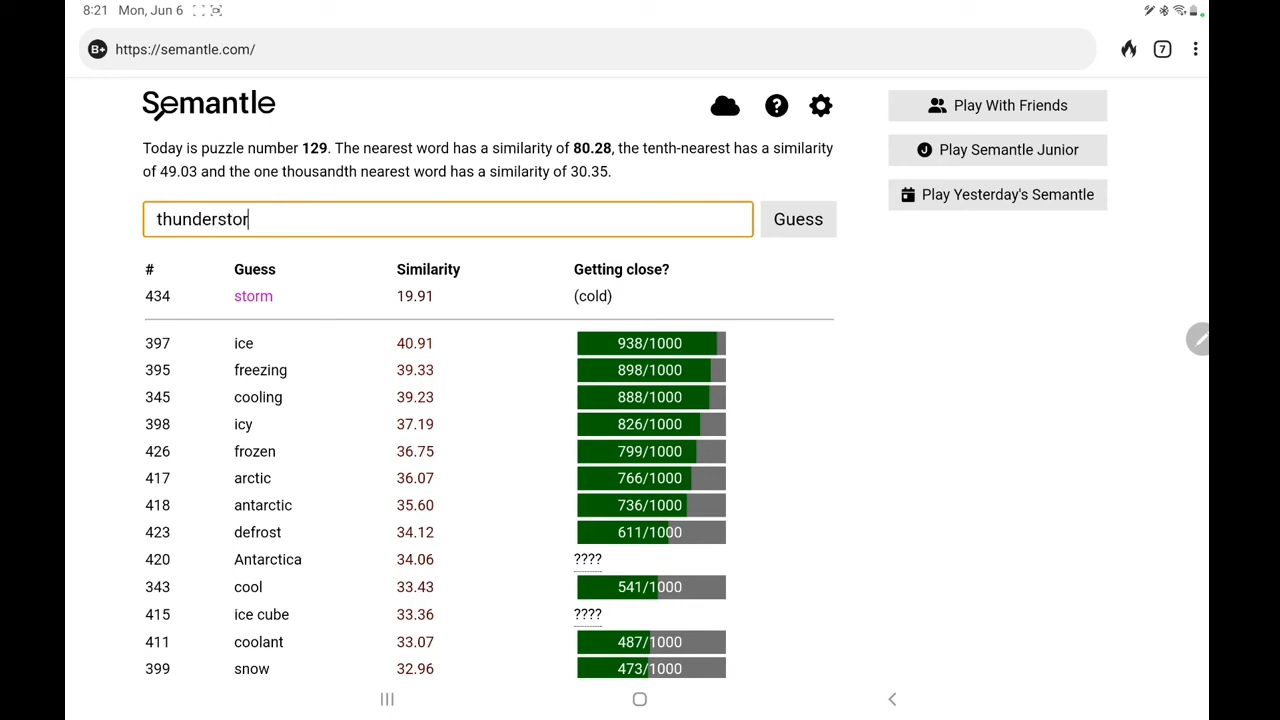 8:21 Mon, Jun 6
B+ https://semantle.com/ 7
Semantle
Play With Friends
Today is puzzle number 129. The nearest word has a similarity of 80.28, the tenth-nearest has a similarity
of 49.03 and the one thousandth nearest word has a similarity of 30.35.
J Play Semantle Junior
Play Yesterday's Semantle
thunderstor Guess
# Guess Similarity Getting close?
434 storm 19.91 (cold)
397 ice 40.91 938/1000
395 freezing 39.33 898/1000
345 cooling 39.23 888/1000
398 icy 37.19 826/1000
426 frozen 36.75 799/1000
417 arctic 36.07 766/1000
418 antarctic 35.60 736/1000
423 defrost 34.12 611/1000
420 Antarctica 34.06 ????
343 cool 33.43 541/1000
415 ice cube 33.36 ????
411 coolant 33.07 487/1000
399 snow 32.96 473/1000